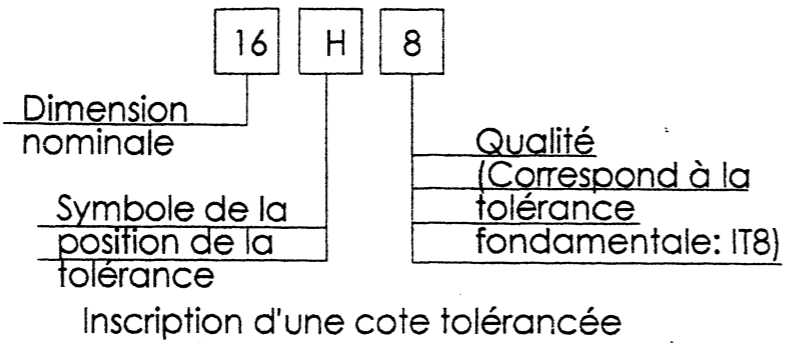 16 H 8
Dimension
nominale
Qualité
(Correspond à la
tolérance
fondamentale: IT8)
Symbole de la
position de la
tolérance
Inscription d'une cote tolérancée